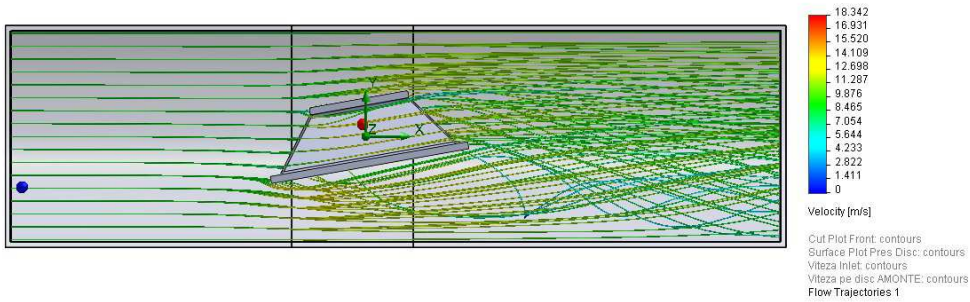 18.342
16.931
15.520
14.109
12.698
11.287
9.876
8.465
7.054
5.644
4.233
2.822
1.411
0
Velocity [m/s]
Cut Plot Front: contours
Surface Plot Pres Disc: contours
Viteza Inlet: contours
Viteza pe disc AMONTE: contours
Flow Trajectories 1
Y
Z
X